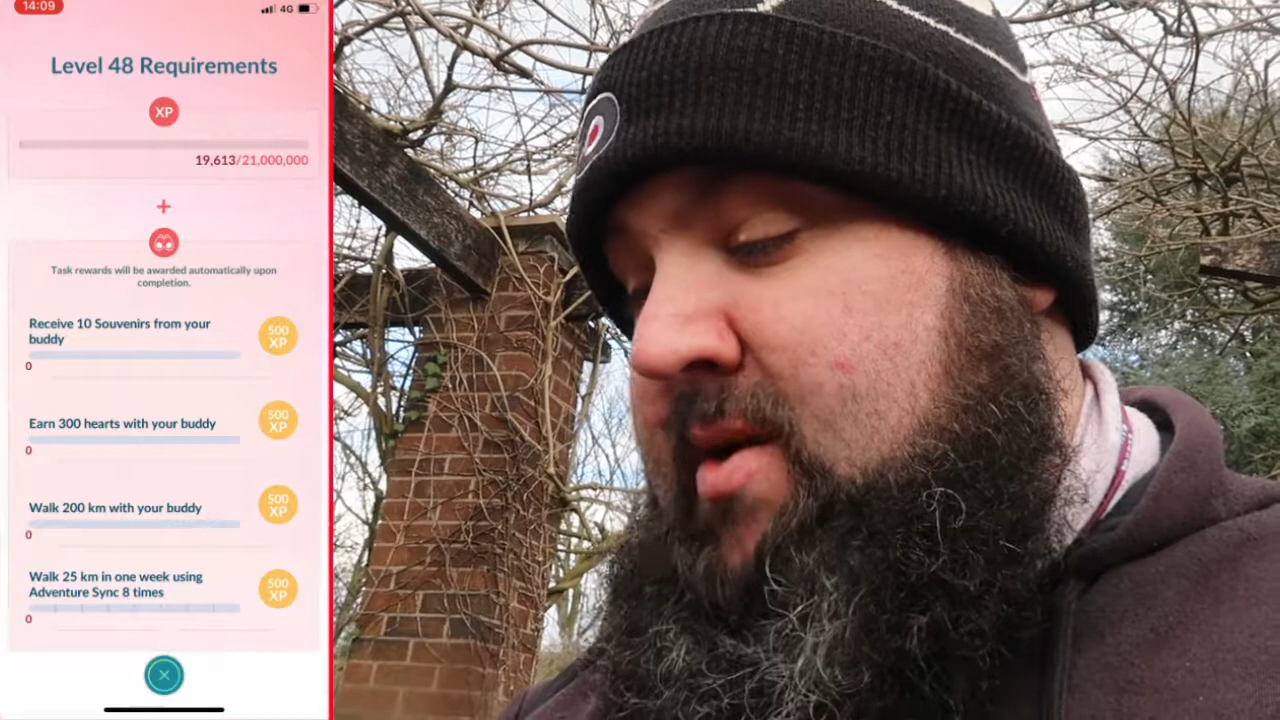 14:09
4G
Level 48 Requirements
XP
19,613/21,000,000
+
Task rewards will be awarded automatically upon
completion.
Receive 10 Souvenirs from your
buddy
500
XP
0
Earn 300 hearts with your buddy
500
XP
0
Walk 200 km with your buddy
500
XP
0
Walk 25 km in one week using
Adventure Sync 8 times
500
XP
0